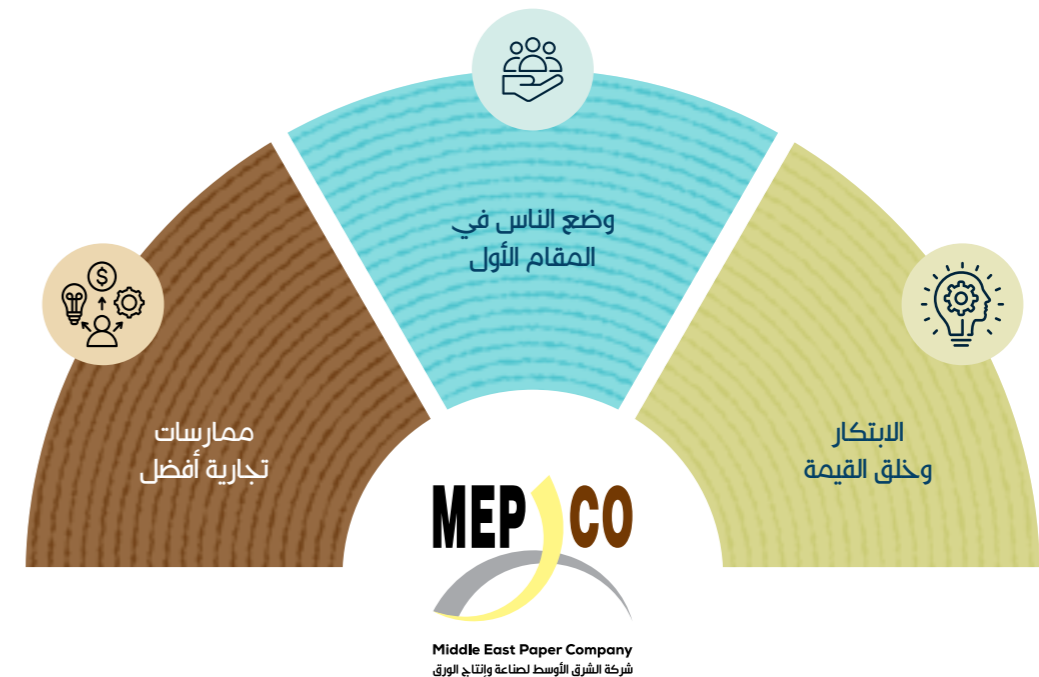 وضع الناس في
المقام الأول
الابتكار
وخلق القيمة
ممارسات
تجارية أفضل
MEPCO
Middle East Paper Company
شركة الشرق الأوسط لصناعة وإنتاج الورق